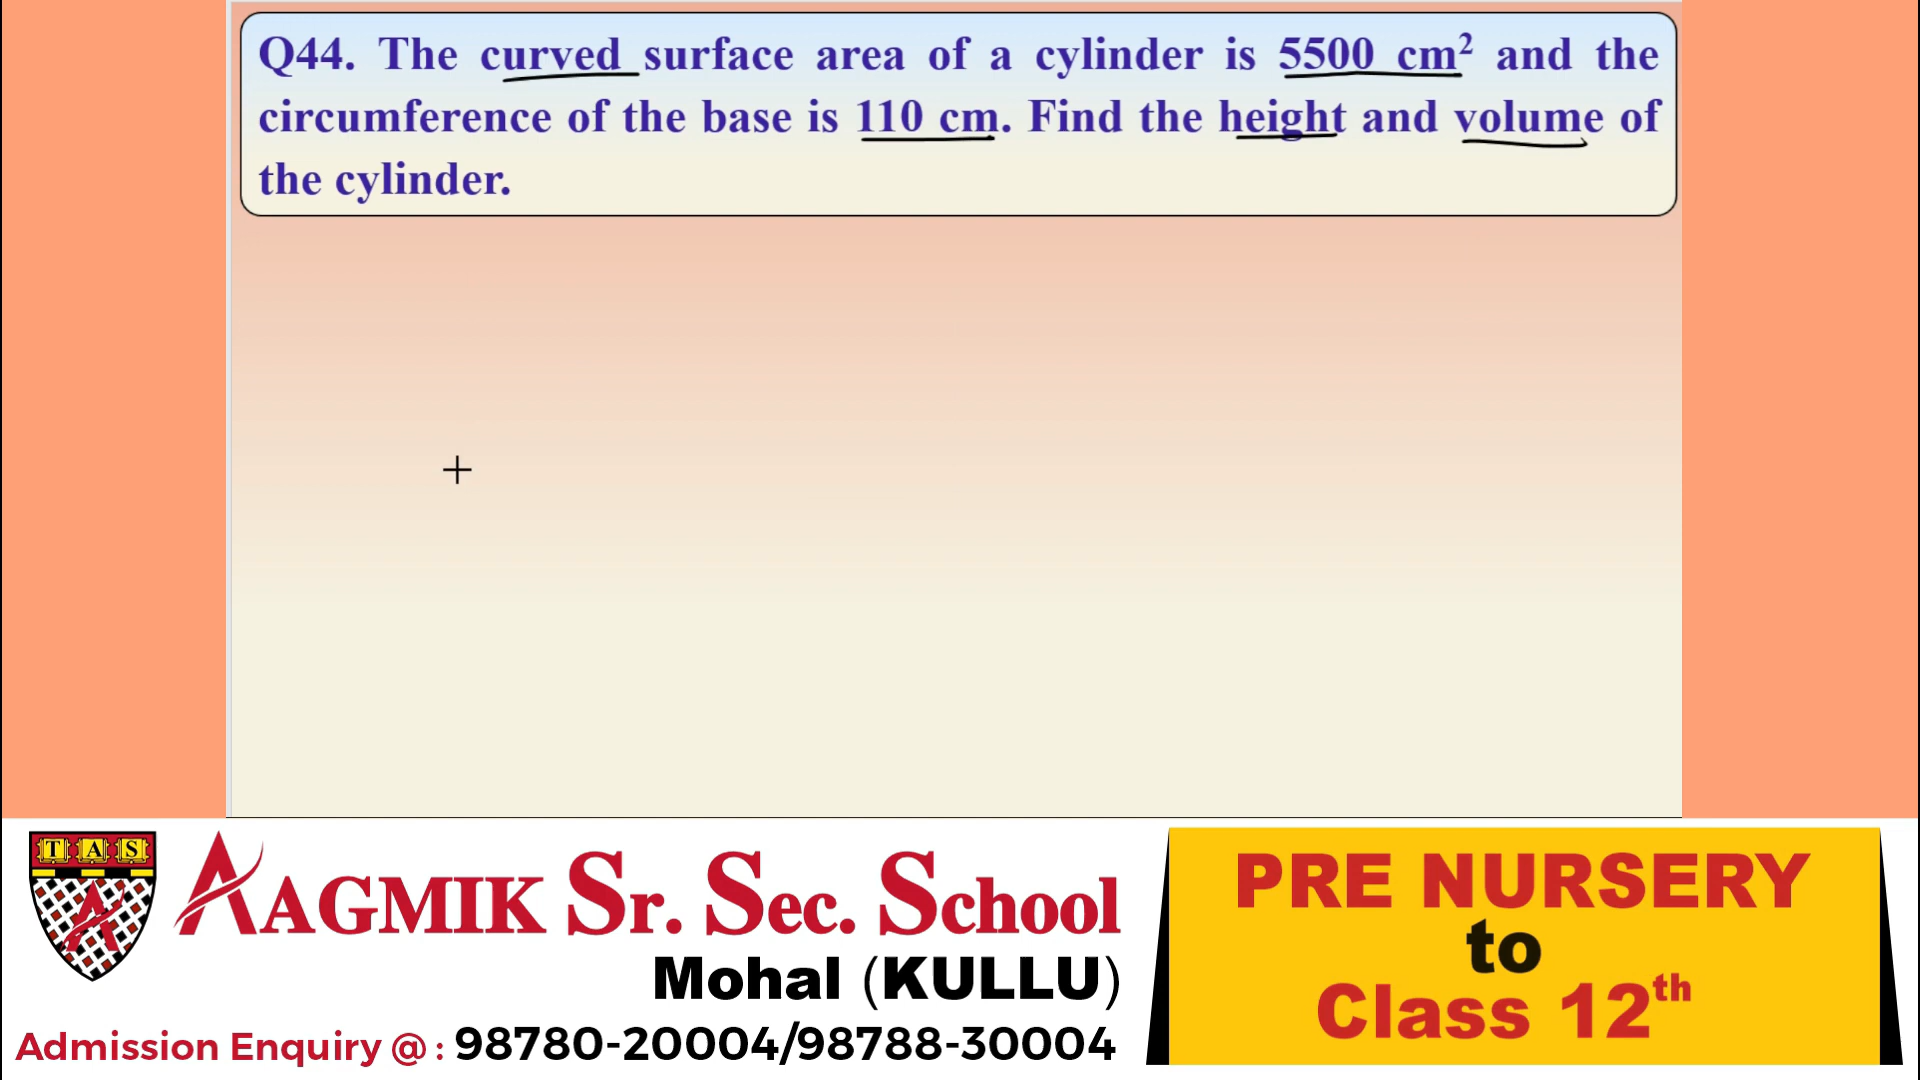 Q44. The curved surface area of a cylinder is 5500 cm² and the
circumference of the base is 110 cm. Find the height and volume of
the cylinder.
T A S
AAGMIK Sr. Sec. School
Mohal (KULLU)
Admission Enquiry @ : 98780-20004/98788-30004
PRE NURSERY
to
Class 12th